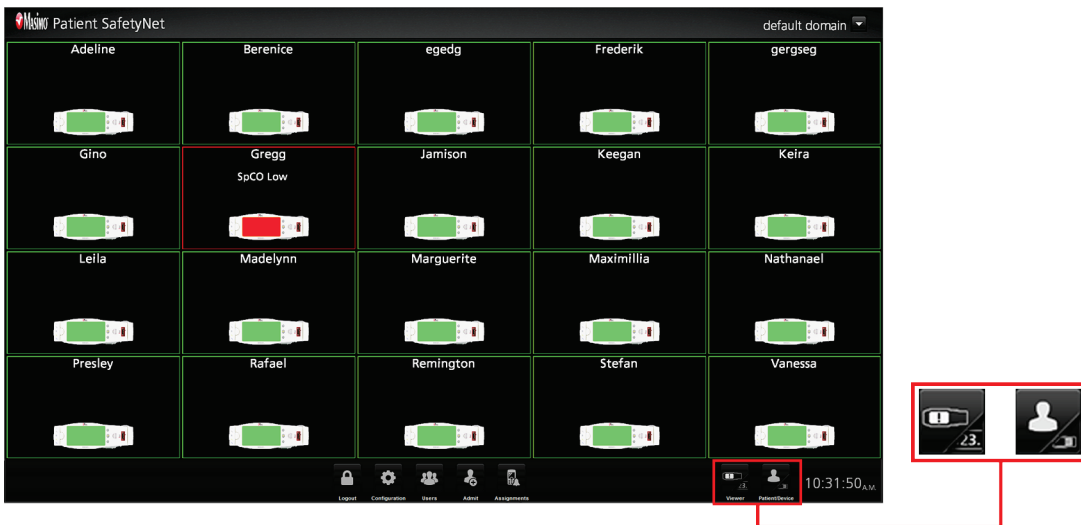 Masimo Patient SafetyNet
default domain
Adeline Berenice egedg Frederik gergseg
Gino Gregg Jamison Keegan Keira
SpCO Low
Leila Madelynn Marguerite Maximillia Nathanael
Presley Rafael Remington Stefan Vanessa
Logout Configuration Users Admit Assignments Viewer Patient/Device
10:31:50 A.M.
23.